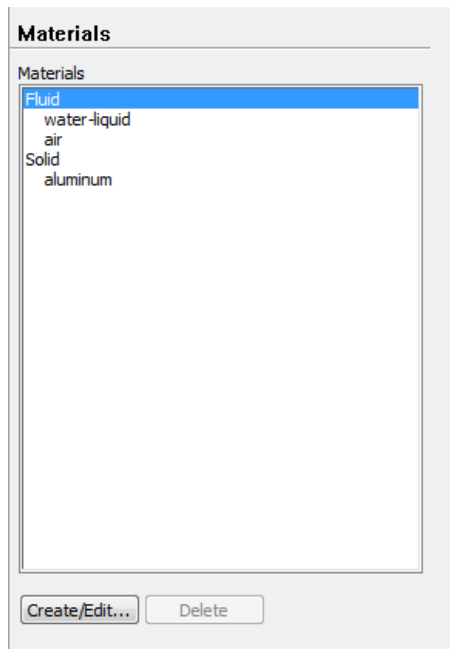 Materials
Materials
Fluid
water-liquid
air
Solid
aluminum
Create/Edit... Delete